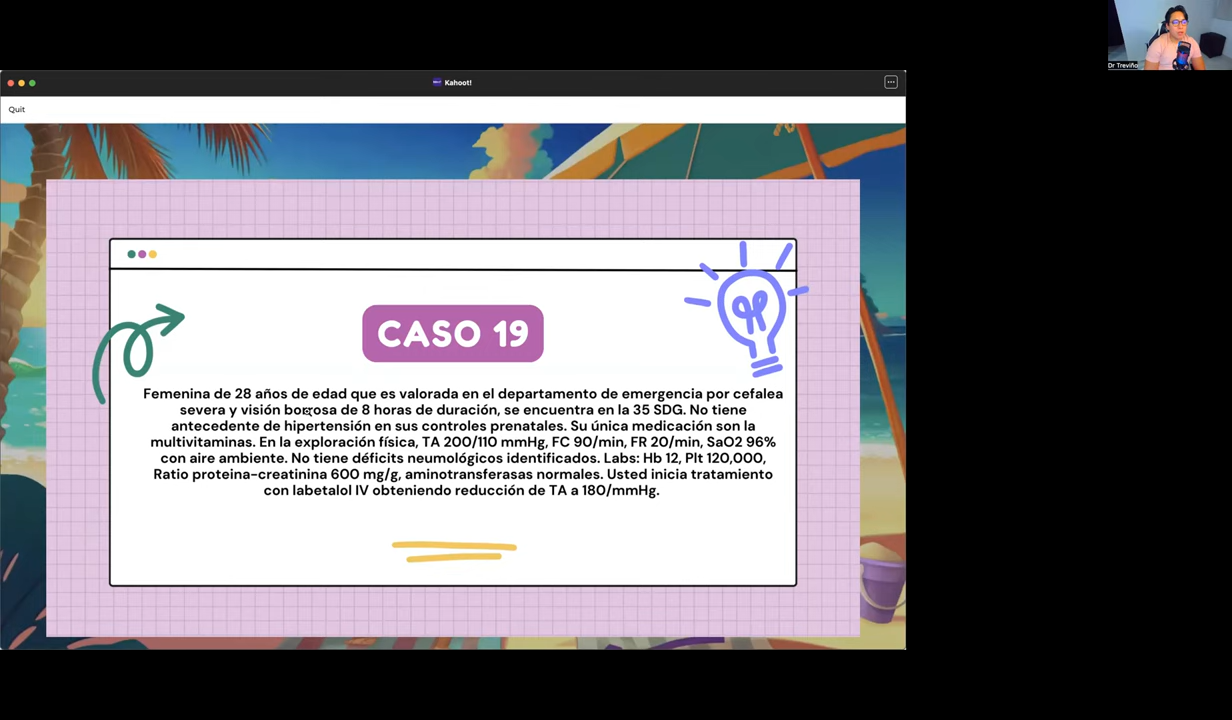 Dr Treviño
Kahoot!
Quit
CASO 19
Femenina de 28 años de edad que es valorada en el departamento de emergencia por cefalea
severa y visión borrosa de 8 horas de duración, se encuentra en la 35 SDG. No tiene
antecedente de hipertensión en sus controles prenatales. Su única medicación son la
multivitaminas. En la exploración física, TA 200/110 mmHg, FC 90/min, FR 20/min, SaO2 96%
con aire ambiente. No tiene déficits neumológicos identificados. Labs: Hb 12, Plt 120,000,
Ratio proteina-creatinina 600 mg/g, aminotransferasas normales. Usted inicia tratamiento
con labetalol IV obteniendo reducción de TA a 180/mmHg.